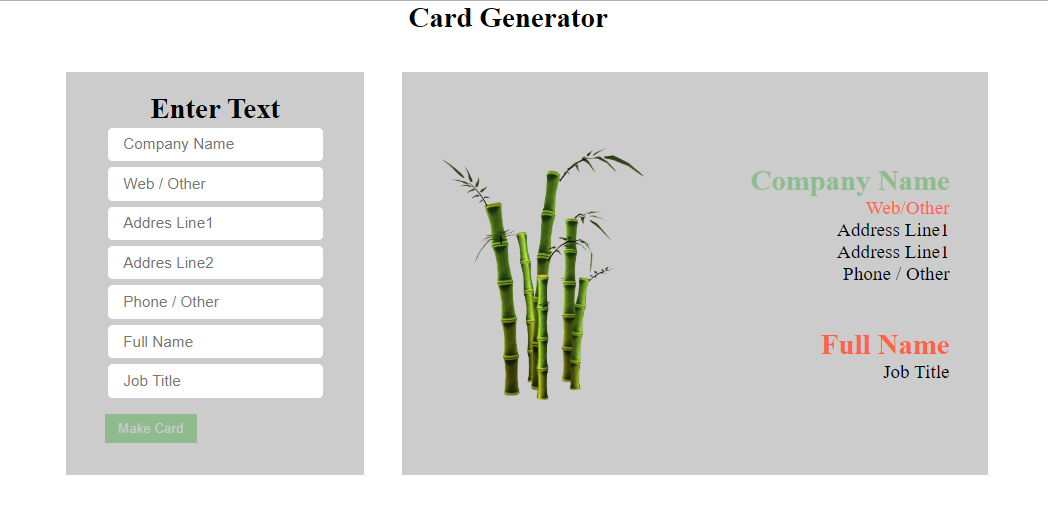 Card Generator
Enter Text
Company Name
Web / Other
Addres Line1
Addres Line2
Phone / Other
Full Name
Job Title
Make Card
Company Name
Web/Other
Address Line1
Address Line1
Phone / Other
Full Name
Job Title